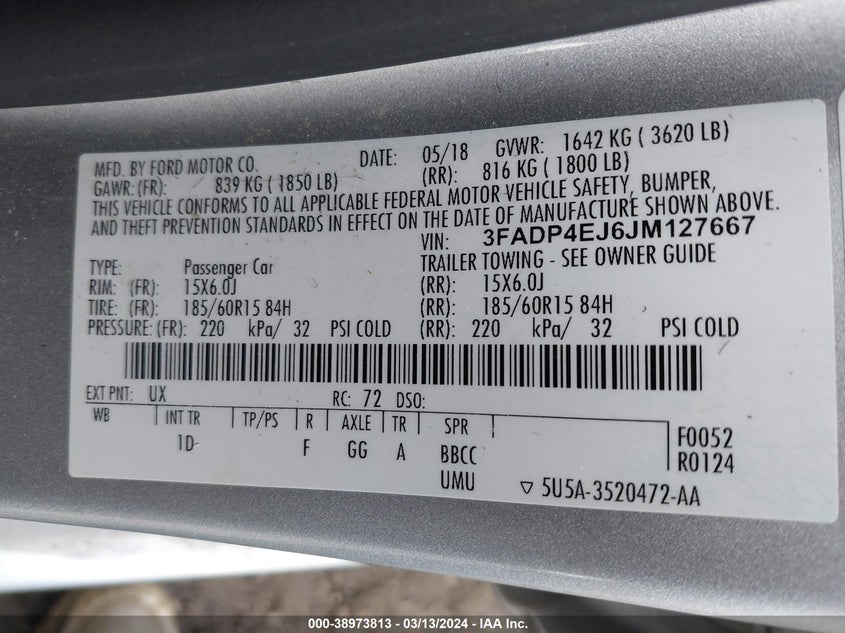 MFD. BY FORD MOTOR CO. DATE: 05/18 GVWR: 1642 KG ( 3620 LB)
GAWR: (FR): 839 KG ( 1850 LB) (RR): 816 KG ( 1800 LB)
THIS VEHICLE CONFORMS TO ALL APPLICABLE FEDERAL MOTOR VEHICLE SAFETY, BUMPER,
AND THEFT PREVENTION STANDARDS IN EFFECT ON THE DATE OF MANUFACTURE SHOWN ABOVE.
VIN: 3FADP4EJ6JM127667
TYPE: Passenger Car TRAILER TOWING - SEE OWNER GUIDE
RIM: (FR): 15X6.0J (RR): 15X6.0J
TIRE: (FR): 185/60R15 84H (RR): 185/60R15 84H
PRESSURE: (FR): 220 kPa/ 32 PSI COLD (RR): 220 kPa/ 32 PSI COLD
EXT PNT: UX RC: 72 DSO:
WB INT TR TP/PS R AXLE TR SPR F0052
1D F GG A BBCC R0124
UMU ▽ 5U5A-3520472-AA
000-38973813 - 03/13/2024 - IAA Inc.